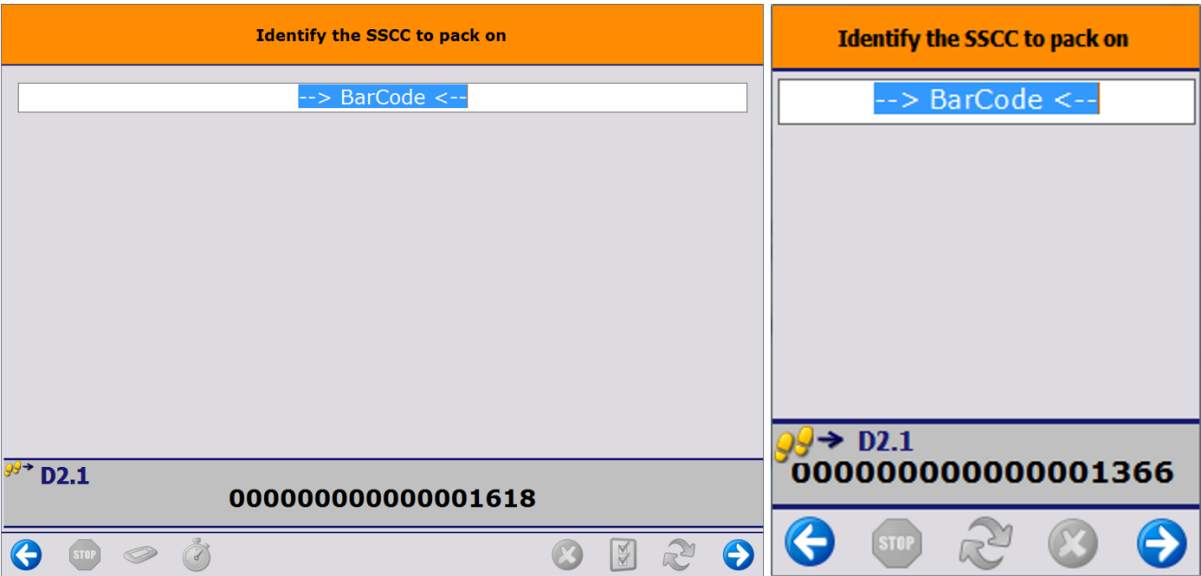 Identify the SSCC to pack on
--> BarCode <--
D2.1
000000000000001618
STOP
Identify the SSCC to pack on
--> BarCode <--
D2.1
000000000000001366
STOP